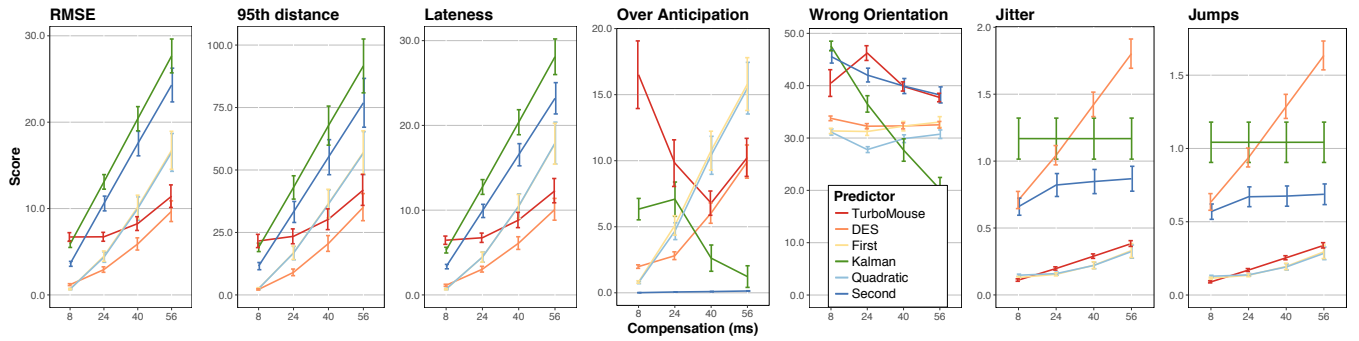 RMSE
95th distance
Lateness
Over Anticipation
Wrong Orientation
Jitter
Jumps
Score
30.0
20.0
10.0
0.0
8 24 40 56
100.0
75.0
50.0
25.0
0.0
8 24 40 56
30.0
20.0
10.0
0.0
8 24 40 56
20.0
15.0
10.0
5.0
0.0
8 24 40 56
50.0
40.0
30.0
20.0
10.0
0.0
8 24 40 56
Predictor
TurboMouse
DES
First
Kalman
Quadratic
Second
2.0
1.5
1.0
0.5
0.0
8 24 40 56
1.5
1.0
0.5
0.0
8 24 40 56
Compensation (ms)